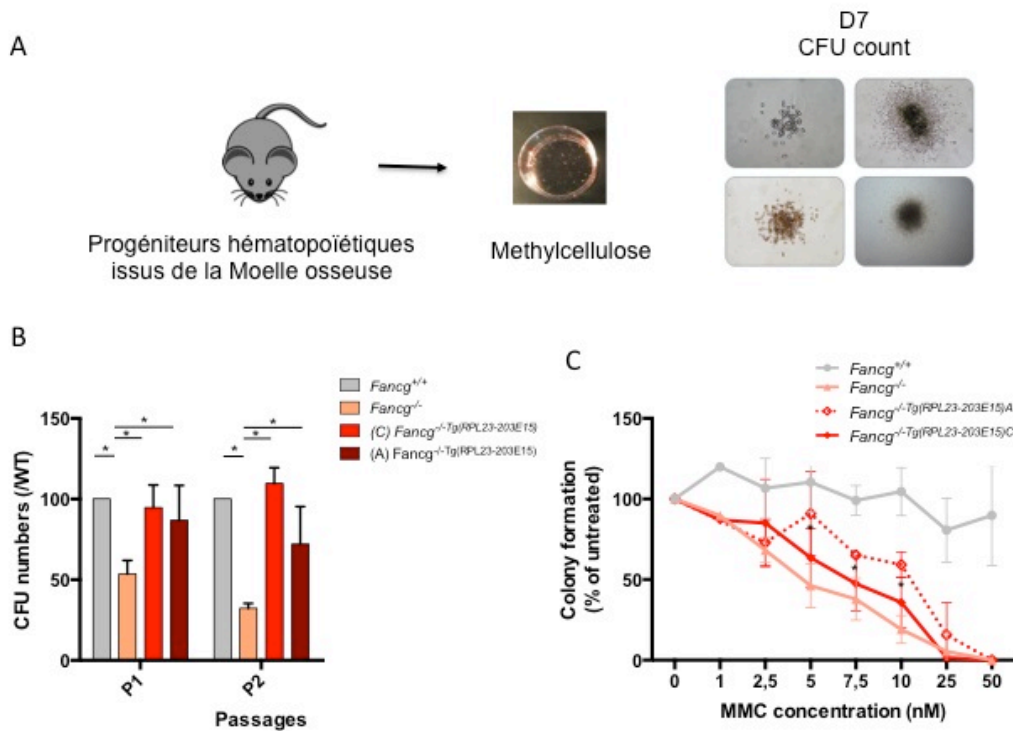 A
D7
CFU count
Progéniteurs hématopoïétiques
issus de la Moelle osseuse
Methylcellulose
B
Fancg+/+
Fancg-/-
(C) Fancg-/-Tg(RPL23-203E15)
(A) Fancg-/-Tg(RPL23-203E15)
CFU numbers (/WT)
150
100
50
0
* * *
* * *
P1
P2
Passages
C
Fancg+/+
Fancg-/-
Fancg-/-Tg(RPL23-203E15)A
Fancg-/-Tg(RPL23-203E15)C
Colony formation
(% of untreated)
150
100
50
0
* * *
0 1 2,5 5 7,5 10 25 50
MMC concentration (nM)